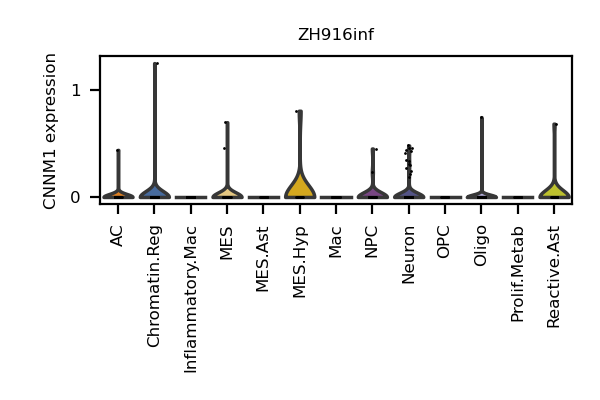 ZH916inf
CNNM1 expression
1
0
AC
Chromatin.Reg
Inflammatory.Mac
MES
MES.Ast
MES.Hyp
Mac
NPC
Neuron
OPC
Oligo
Prolif.Metab
Reactive.Ast